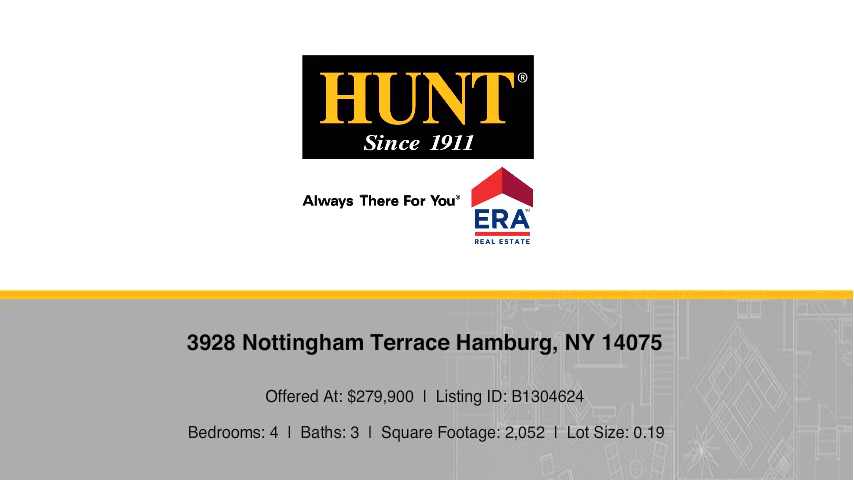 HUNT®
Since 1911
Always There For You®
ERA™
REAL ESTATE
3928 Nottingham Terrace Hamburg, NY 14075
Offered At: $279,900 | Listing ID: B1304624
Bedrooms: 4 | Baths: 3 | Square Footage: 2,052 | Lot Size: 0.19